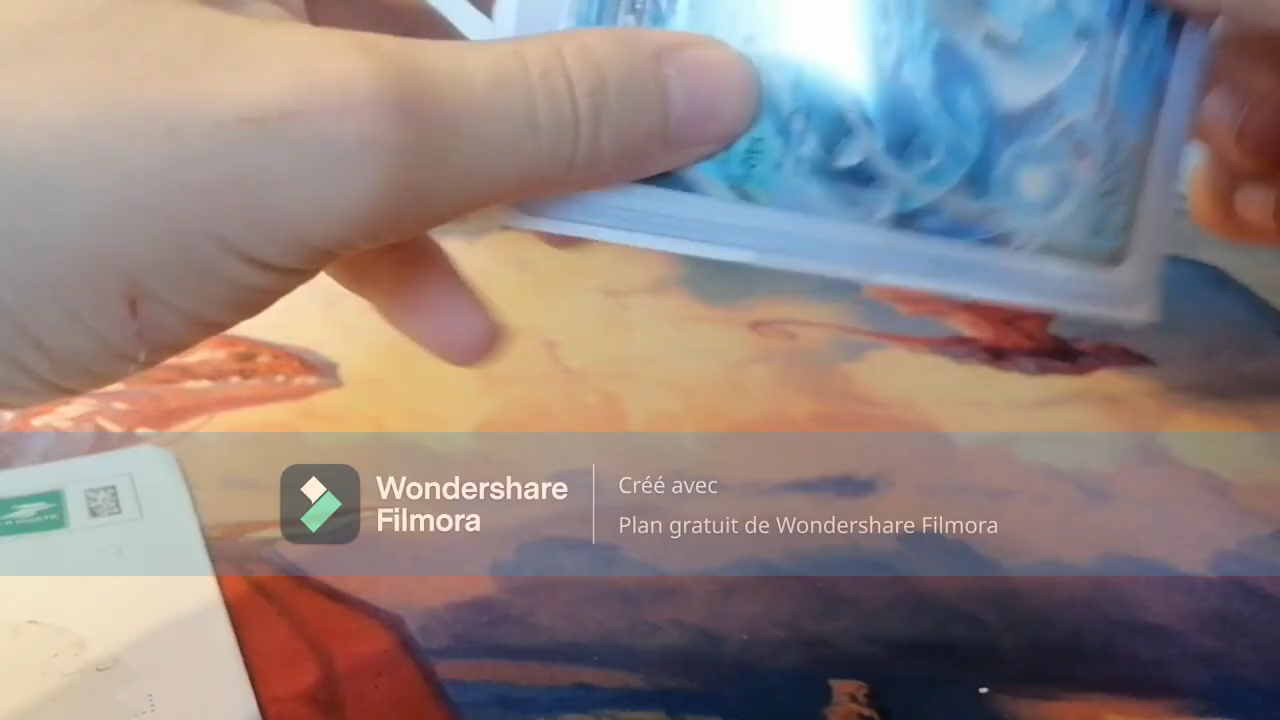 Wondershare
Filmora
Créé avec
Plan gratuit de Wondershare Filmora